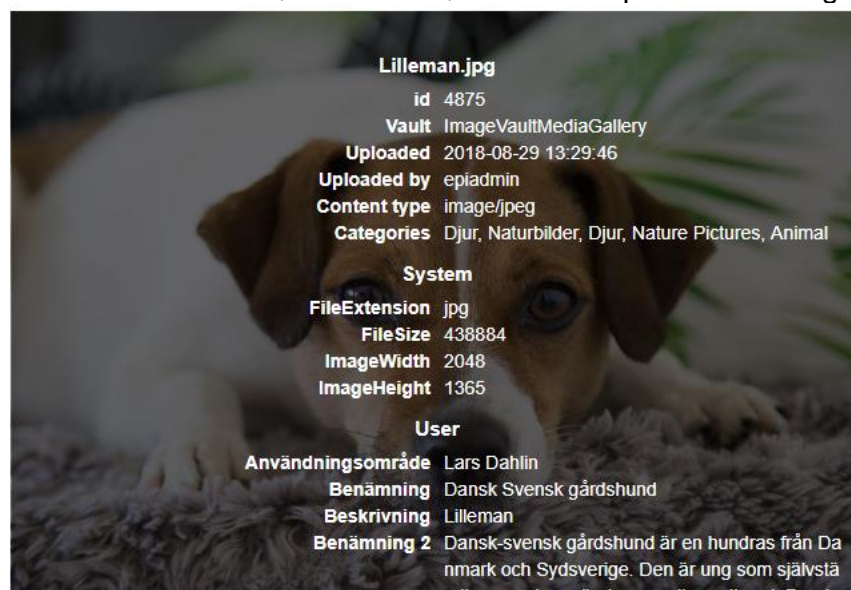 Lilleman.jpg
id 4875
Vault ImageVaultMediaGallery
Uploaded 2018-08-29 13:29:46
Uploaded by epiadmin
Content type image/jpeg
Categories Djur, Naturbilder, Djur, Nature Pictures, Animal
System
FileExtension jpg
FileSize 438884
ImageWidth 2048
ImageHeight 1365
User
Användningsområde Lars Dahlin
Benämning Dansk Svensk gårdshund
Beskrivning Lilleman
Benämning 2 Dansk-svensk gårdshund är en hundras från Da
nmark och Sydsverige. Den är ung som självstä